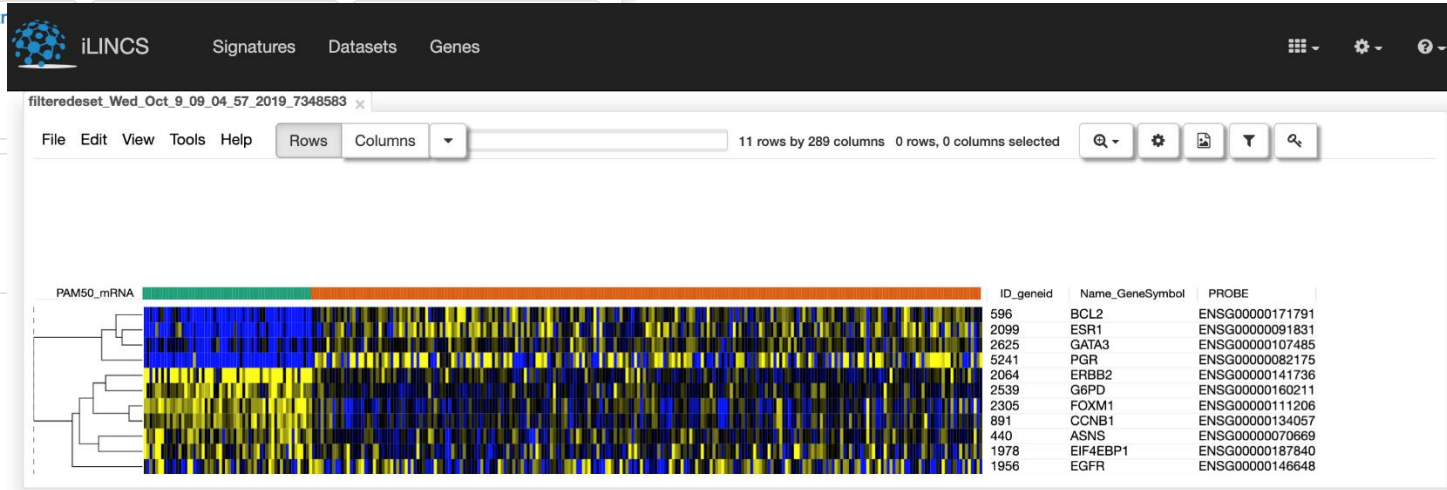 iLINCS Signatures Datasets Genes
filteredeset_Wed_Oct_9_09_04_57_2019_7348583
File Edit View Tools Help Rows Columns 11 rows by 289 columns 0 rows, 0 columns selected
PAM50_mRNA ID_geneid Name_GeneSymbol PROBE
596 BCL2 ENSG00000171791
2099 ESR1 ENSG00000091831
2625 GATA3 ENSG00000107485
5241 PGR ENSG00000082175
2064 ERBB2 ENSG00000141736
2539 G6PD ENSG00000160211
2305 FOXM1 ENSG00000111206
891 CCNB1 ENSG00000134057
440 ASNS ENSG00000070669
1978 EIF4EBP1 ENSG00000187840
1956 EGFR ENSG00000146648